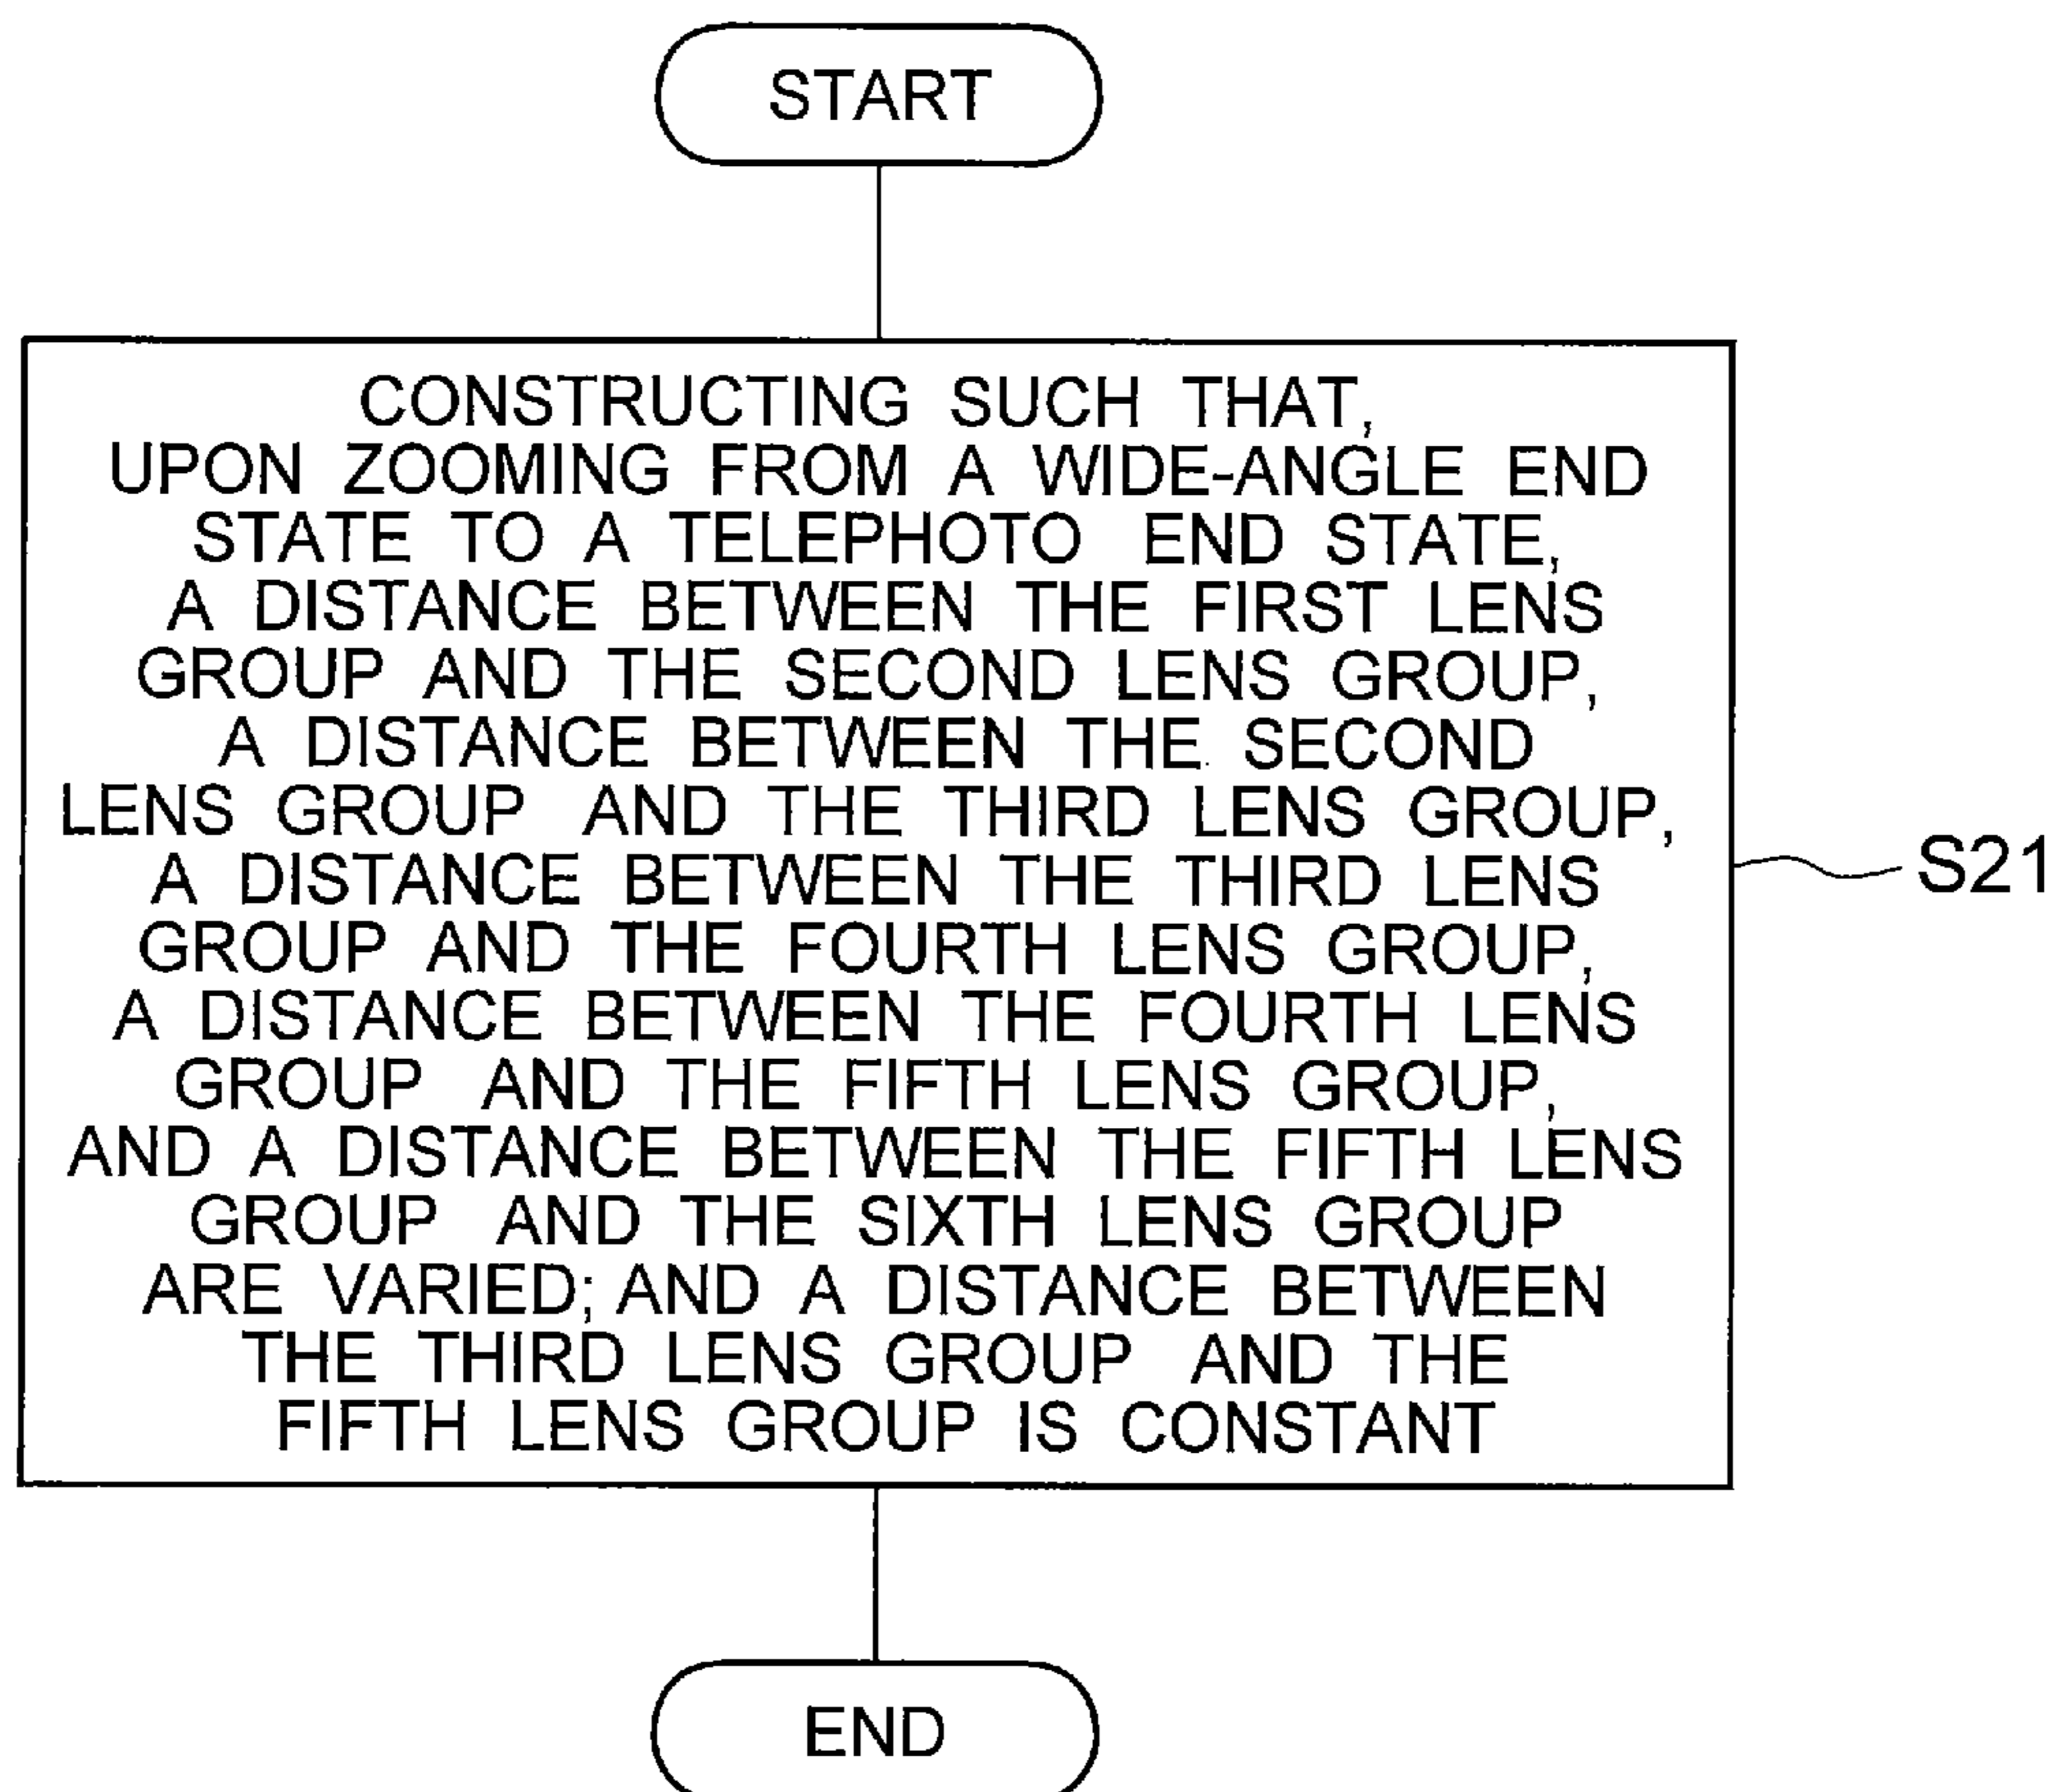 START
CONSTRUCTING SUCH THAT,
UPON ZOOMING FROM A WIDE-ANGLE END
STATE TO A TELEPHOTO END STATE,
A DISTANCE BETWEEN THE FIRST LENS
GROUP AND THE SECOND LENS GROUP,
A DISTANCE BETWEEN THE SECOND
LENS GROUP AND THE THIRD LENS GROUP,
A DISTANCE BETWEEN THE THIRD LENS
GROUP AND THE FOURTH LENS GROUP,
A DISTANCE BETWEEN THE FOURTH LENS
GROUP AND THE FIFTH LENS GROUP,
AND A DISTANCE BETWEEN THE FIFTH LENS
GROUP AND THE SIXTH LENS GROUP
ARE VARIED; AND A DISTANCE BETWEEN
THE THIRD LENS GROUP AND THE
FIFTH LENS GROUP IS CONSTANT
S21
END